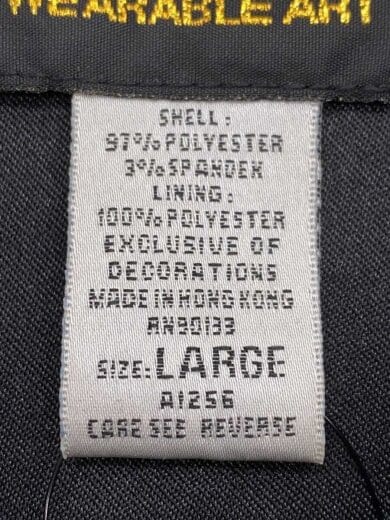 WEARABLE ART
SHELL:
97% POLYESTER
3% SPANDEX
LINING:
100% POLYESTER
EXCLUSIVE OF
DECORATIONS
MADE IN HONG KONG
RN90133
SIZE: LARGE
A1256
CARE SEE REVERSE